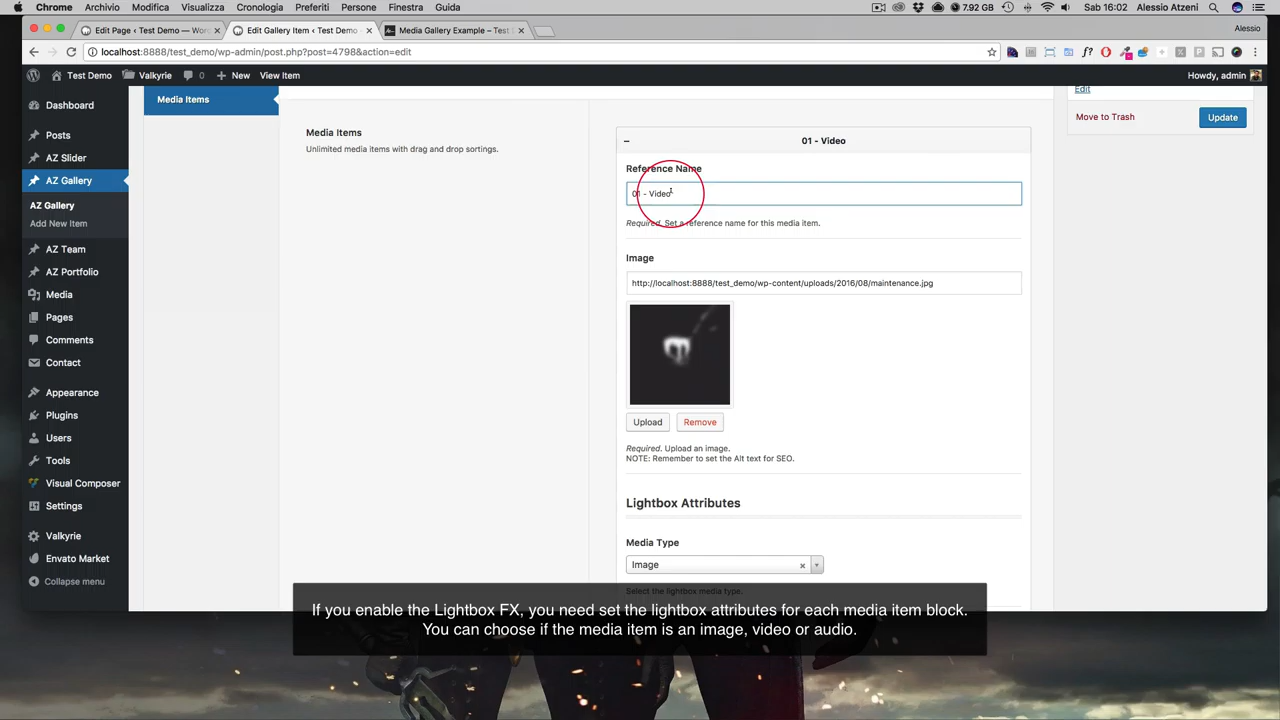 Chrome Archivio Modifica Visualizza Cronologia Preferiti Persone Finestra Guida 7.92 GB Sab 16:02 Alessio Atzeni
Edit Page ‹ Test Demo — Wor
Edit Gallery Item ‹ Test Demo
Media Gallery Example – Test
Alessio
localhost:8888/test_demo/wp-admin/post.php?post=4798&action=edit
Test Demo Valkyrie 0 New View Item Howdy, admin
Dashboard
Posts
AZ Slider
AZ Gallery
AZ Gallery
Add New Item
AZ Team
AZ Portfolio
Media
Pages
Comments
Contact
Appearance
Plugins
Users
Tools
Visual Composer
Settings
Valkyrie
Envato Market
Collapse menu
Media Items
Media Items
Unlimited media items with drag and drop sortings.
01 - Video
Reference Name
01 - Video
Required. Set a reference name for this media item.
Image
http://localhost:8888/test_demo/wp-content/uploads/2016/08/maintenance.jpg
Upload Remove
Required. Upload an image.
NOTE: Remember to set the Alt text for SEO.
Lightbox Attributes
Media Type
Image
Select the lightbox media type.
Edit
Move to Trash Update
If you enable the Lightbox FX, you need set the lightbox attributes for each media item block.
You can choose if the media item is an image, video or audio.